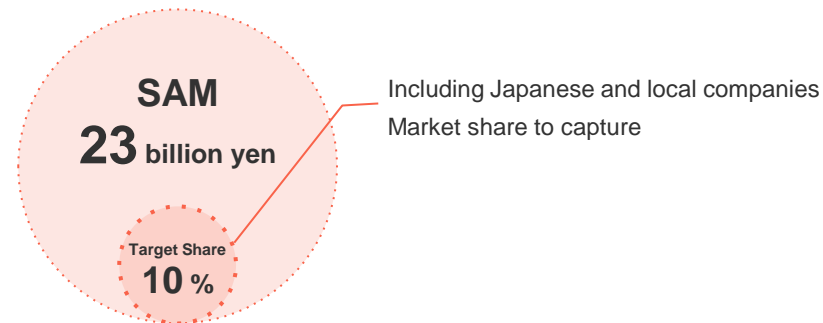 SAM
23 billion yen
Target Share
10 %
Including Japanese and local companies
Market share to capture